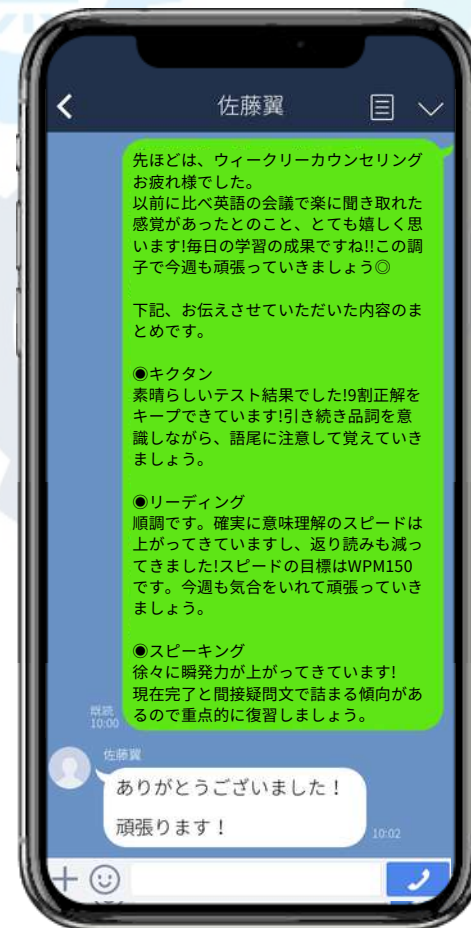 佐藤翼
先ほどは、ウィークリーカウンセリング
お疲れ様でした。
以前に比べ英語の会議で楽に聞き取れた
感覚があったとのこと、とても嬉しく思
います!毎日の学習の成果ですね!!この調
子で今週も頑張っていきましょう◎
下記、お伝えさせていただいた内容のま
とめです。
◉キクタン
素晴らしいテスト結果でした!9割正解を
キープできています!引き続き品詞を意
識しながら、語尾に注意して覚えていき
ましょう。
◉リーディング
順調です。確実に意味理解のスピードは
上がってきていますし、返り読みも減っ
てきました!スピードの目標はWPM150
です。今週も気合をいれて頑張っていき
ましょう。
◉スピーキング
徐々に瞬発力が上がってきています!
現在完了と間接疑問文で詰まる傾向があ
るので重点的に復習しましょう。
既読
10:00
佐藤翼
ありがとうございました！
頑張ります！
10:02